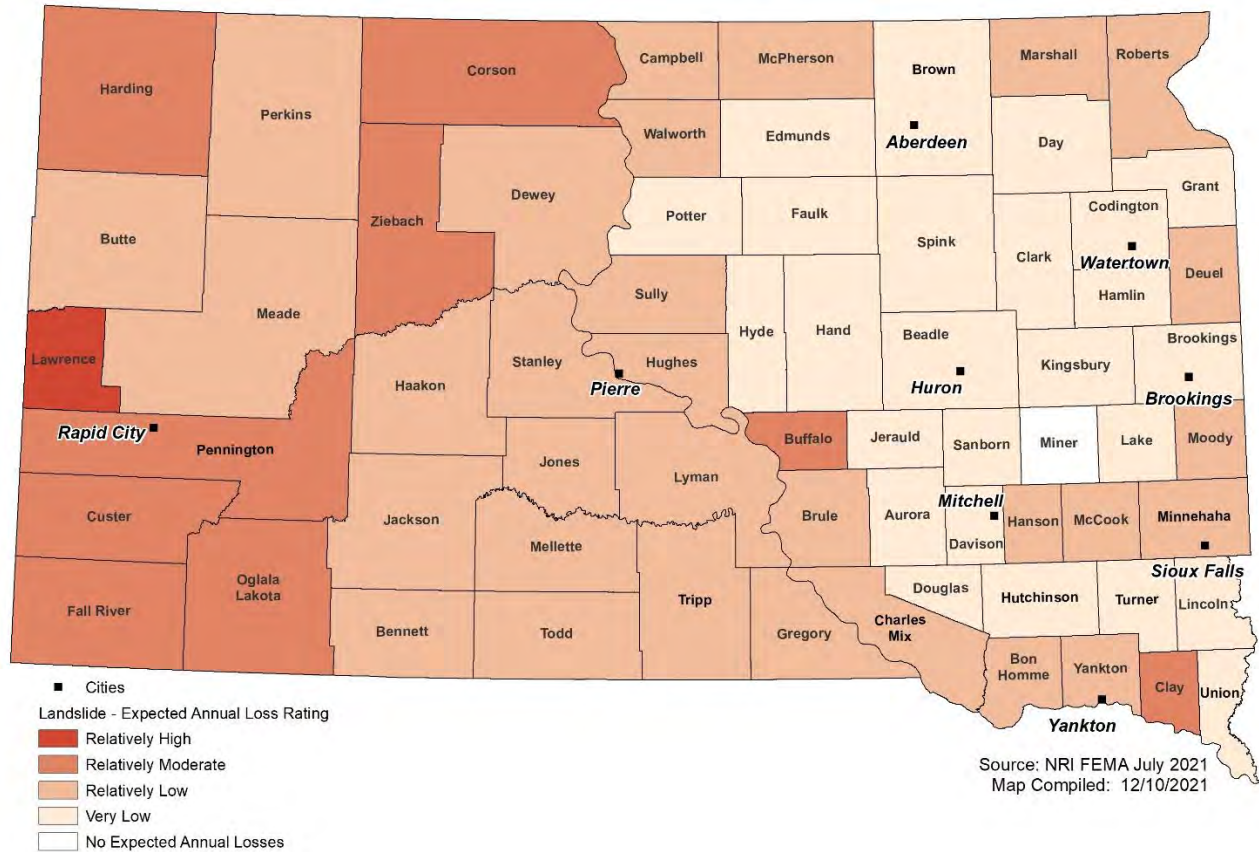 Harding
Perkins
Corson
Campbell
McPherson
Brown
Marshall
Roberts
Walworth
Edmunds
Aberdeen
Day
Butte
Ziebach
Dewey
Potter
Faulk
Spink
Clark
Codington
Grant
Watertown
Hamlin
Deuel
Meade
Sully
Hyde
Hand
Beadle
Kingsbury
Brookings
Lawrence
Haakon
Stanley
Hughes
Pierre
Huron
Brookings
Rapid City
Pennington
Jones
Lyman
Buffalo
Jerauld
Sanborn
Miner
Lake
Moody
Custer
Jackson
Mellette
Brule
Aurora
Mitchell
Davison
Hanson
McCook
Minnehaha
Sioux Falls
Fall River
Oglala
Lakota
Bennett
Todd
Tripp
Gregory
Charles
Mix
Douglas
Hutchinson
Turner
Lincoln
Bon
Homme
Yankton
Clay
Union
Yankton
Cities
Landslide - Expected Annual Loss Rating
Relatively High
Relatively Moderate
Relatively Low
Very Low
No Expected Annual Losses
Source: NRI FEMA July 2021
Map Compiled: 12/10/2021